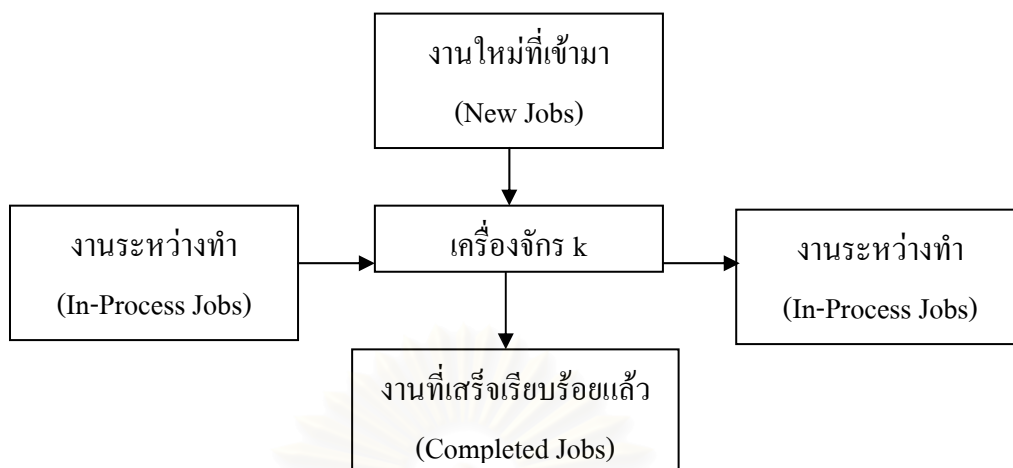 งานใหม่ที่เข้ามา
(New Jobs)
งานระหว่างทำ
(In-Process Jobs)
เครื่องจักร k
งานระหว่างทำ
(In-Process Jobs)
งานที่เสร็จเรียบร้อยแล้ว
(Completed Jobs)